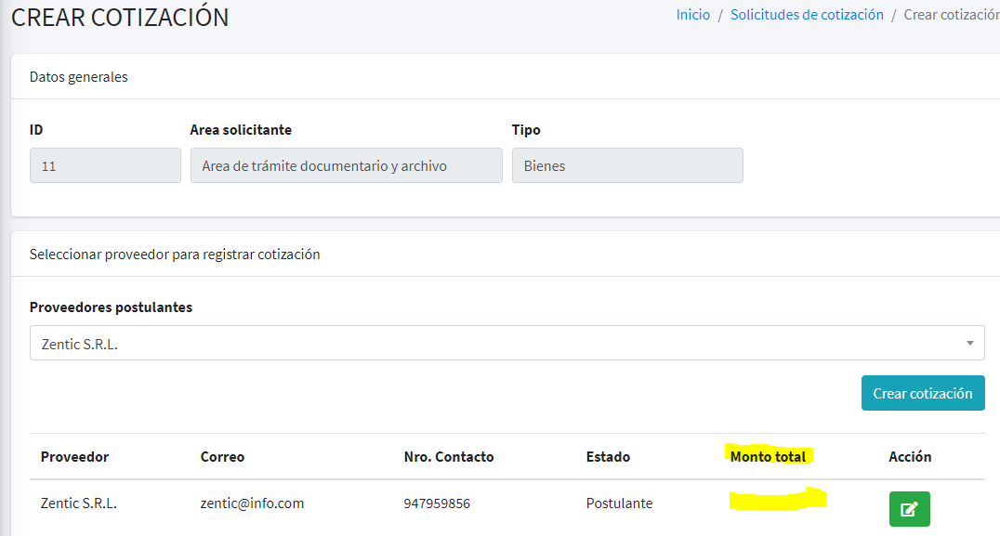 CREAR COTIZACIÓN
Inicio / Solicitudes de cotización / Crear cotización
Datos generales
ID Area solicitante Tipo
11 Area de trámite documentario y archivo Bienes
Seleccionar proveedor para registrar cotización
Proveedores postulantes
Zentic S.R.L.
Crear cotización
Proveedor Correo Nro. Contacto Estado Monto total Acción
Zentic S.R.L. zentic@info.com 947959856 Postulante